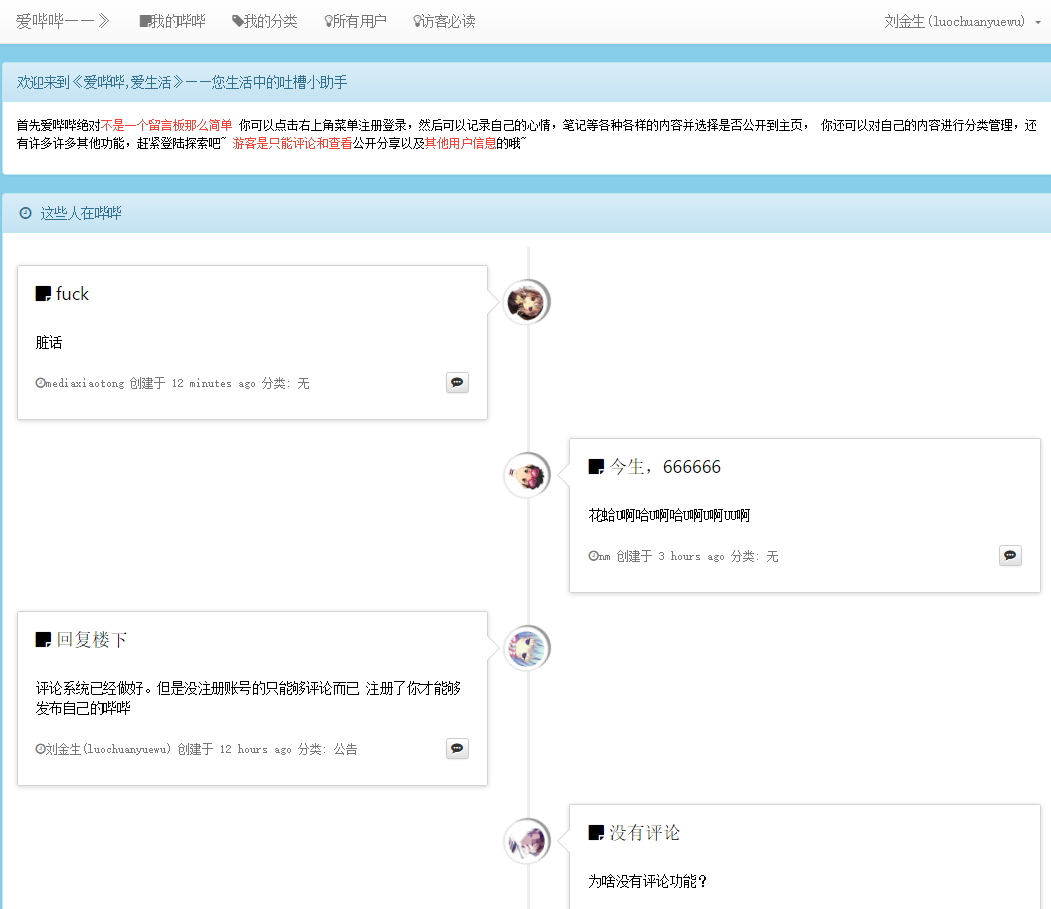 爱哔哔——》 我的哔哔 我的分类 所有用户 访客必读 刘金生(luochuanyuewu)
欢迎来到《爱哔哔,爱生活》——您生活中的吐槽小助手
首先爱哔哔绝对不是一个留言板那么简单 你可以点击右上角菜单注册登录，然后可以记录自己的心情，笔记等各种各样的内容并选择是否公开到主页， 你还可以对自己的内容进行分类管理，还
有许多许多其他功能，赶紧登陆探索吧~ 游客是只能评论和查看公开分享以及其他用户信息的哦~
这些人在哔哔
fuck
脏话
mediaxiaotong 创建于 12 minutes ago 分类: 无
今生，666666
花蛤U啊哈U啊哈U啊U啊UU啊
nm 创建于 3 hours ago 分类: 无
回复楼下
评论系统已经做好。但是没注册账号的只能够评论而已 注册了你才能够
发布自己的哔哔
刘金生(luochuanyuewu) 创建于 12 hours ago 分类: 公告
没有评论
为啥没有评论功能？